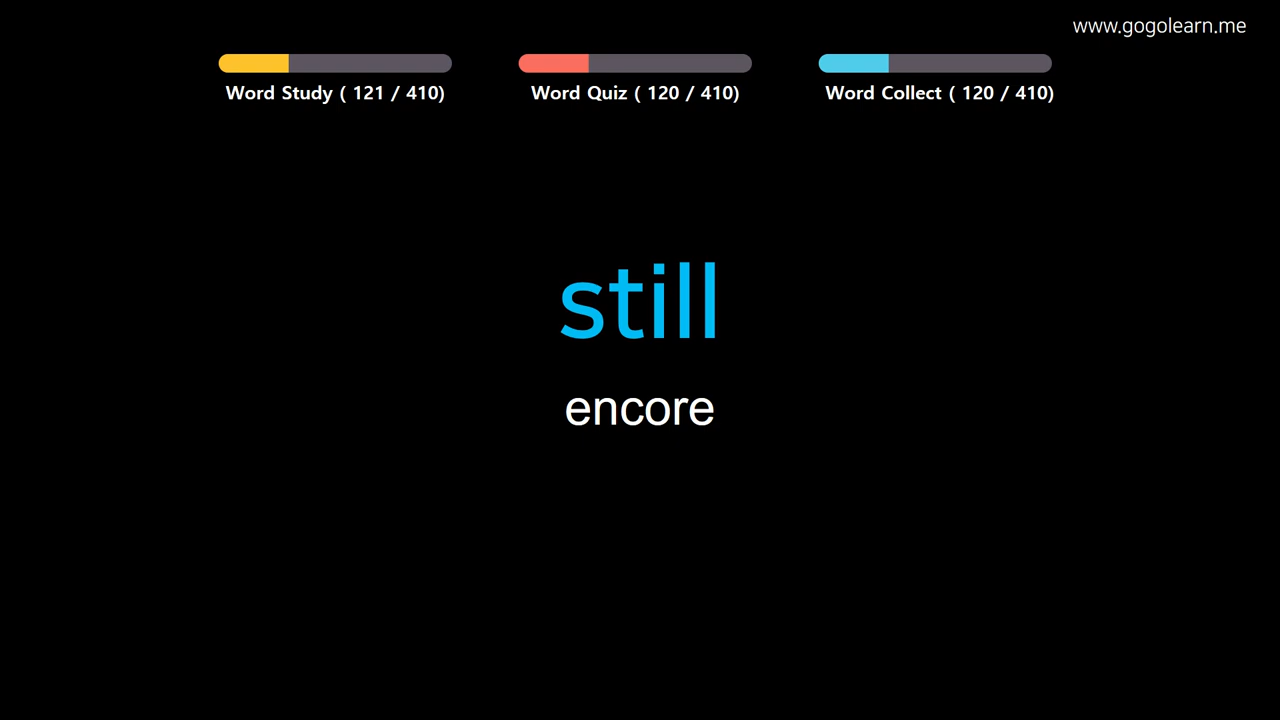 www.gogolearn.me
Word Study ( 121 / 410)
Word Quiz ( 120 / 410)
Word Collect ( 120 / 410)
still
encore